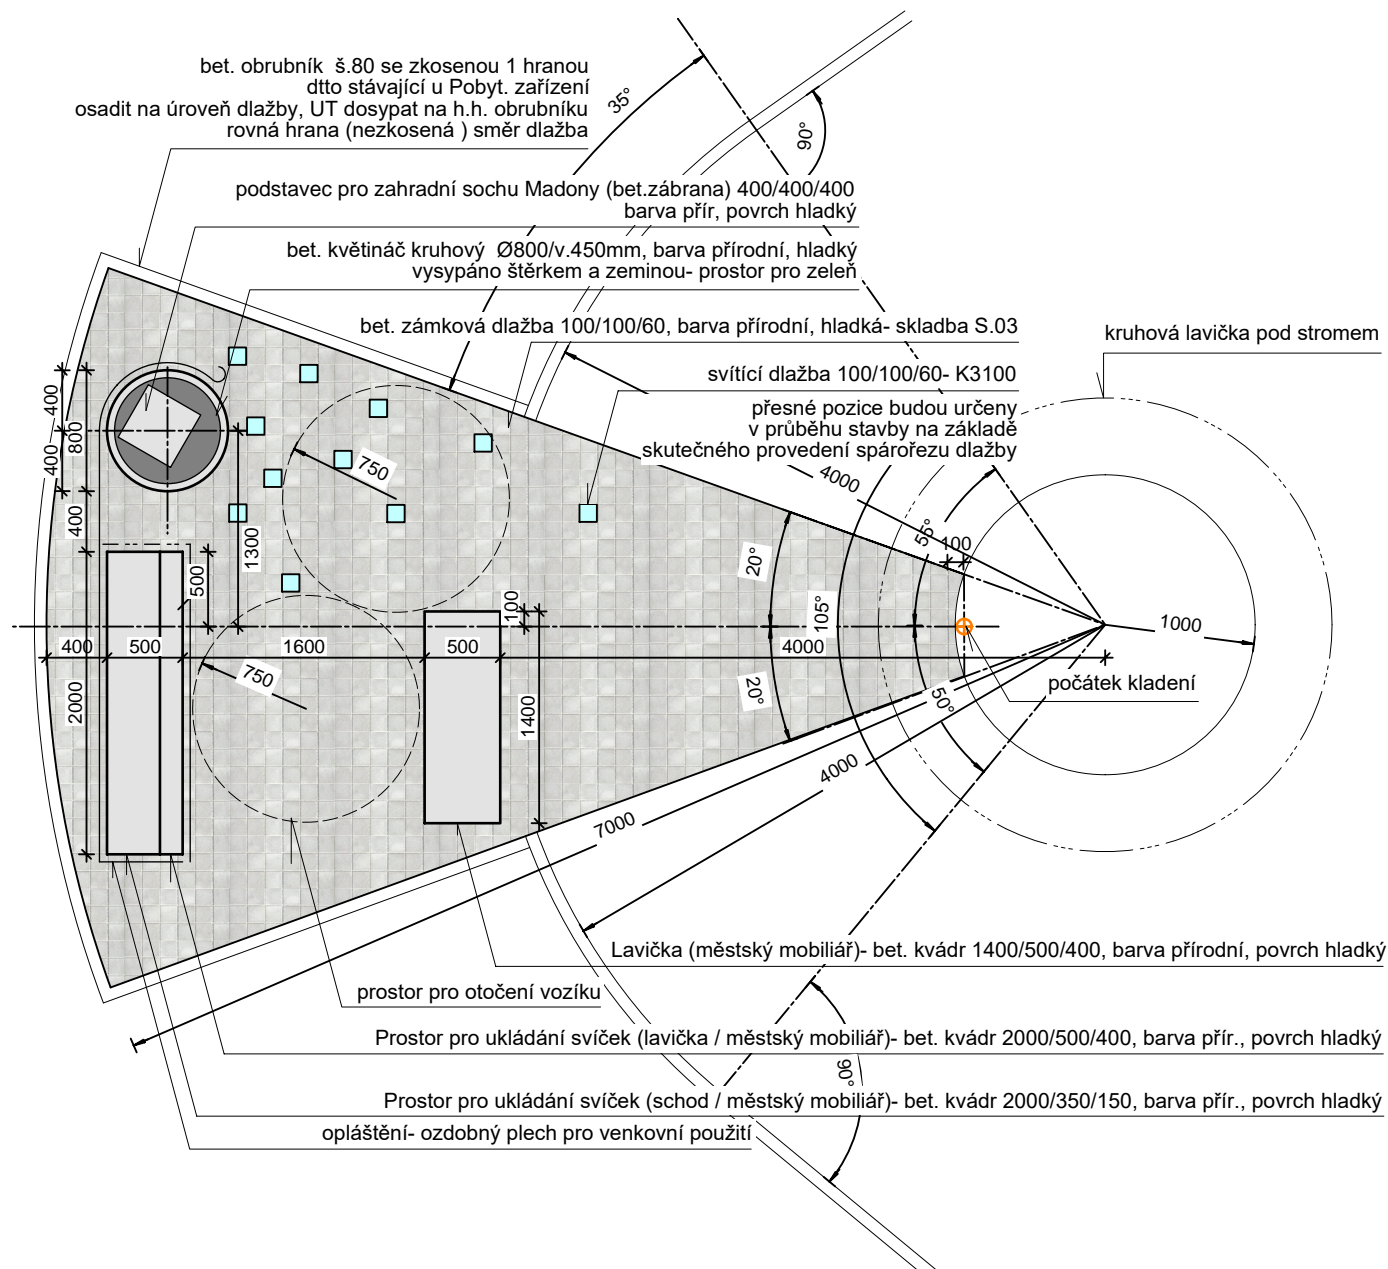 bet. obrubník  š.80 se zkosenou 1 hranou
dtto stávající u Pobyt. zařízení
osadit na úroveň dlažby, UT dosypat na h.h. obrubníku
rovná hrana (nezkosená ) směr dlažba
35°
90°
podstavec pro zahradní sochu Madony (bet.zábrana) 400/400/400
barva přír, povrch hladký
bet. květináč kruhový  Ø800/v.450mm, barva přírodní, hladký
vysypáno štěrkem a zeminou- prostor pro zeleň
bet. zámková dlažba 100/100/60, barva přírodní, hladká- skladba S.03
kruhová lavička pod stromem
svítící dlažba 100/100/60- K3100
přesné pozice budou určeny
v průběhu stavby na základě
skutečného provedení spárořezu dlažby
400
800
400
750
4000
400
1300
500
20°
55°
100
100
105°
1000
400
500
1600
500
4000
750
20°
50°
počátek kladení
2000
1400
4000
7000
Lavička (městský mobiliář)- bet. kvádr 1400/500/400, barva přírodní, povrch hladký
prostor pro otočení vozíku
Prostor pro ukládání svíček (lavička / městský mobiliář)- bet. kvádr 2000/500/400, barva přír., povrch hladký
90°
Prostor pro ukládání svíček (schod / městský mobiliář)- bet. kvádr 2000/350/150, barva přír., povrch hladký
opláštění- ozdobný plech pro venkovní použití